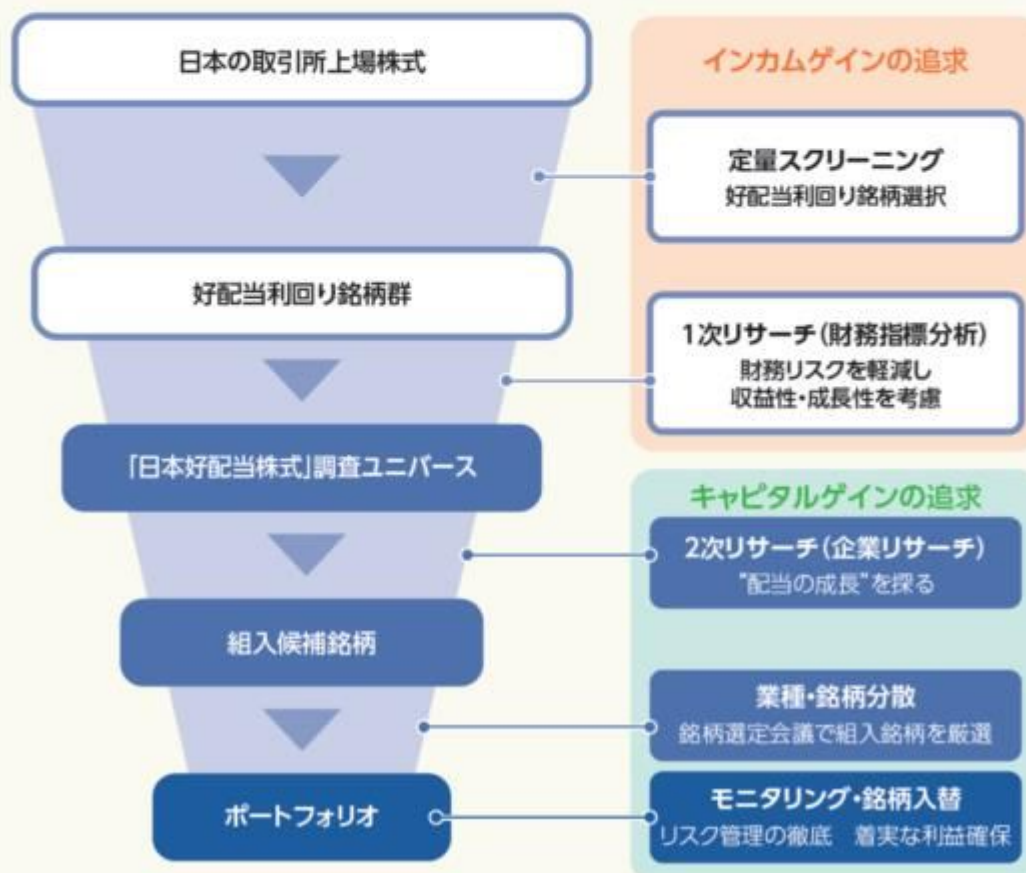 日本の取引所上場株式
好配当利回り銘柄群
「日本好配当株式」調査ユニバース
組入候補銘柄
ポートフォリオ
インカムゲインの追求
定量スクリーニング
好配当利回り銘柄選択
1次リサーチ(財務指標分析)
財務リスクを軽減し
収益性・成長性を考慮
キャピタルゲインの追求
2次リサーチ(企業リサーチ)
"配当の成長"を探る
業種・銘柄分散
銘柄選定会議で組入銘柄を厳選
モニタリング・銘柄入替
リスク管理の徹底　着実な利益確保